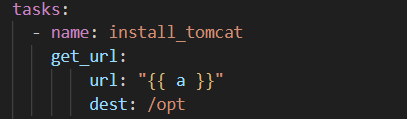 tasks:
  - name: install_tomcat
    get_url:
       url: "{{ a }}"
       dest: /opt